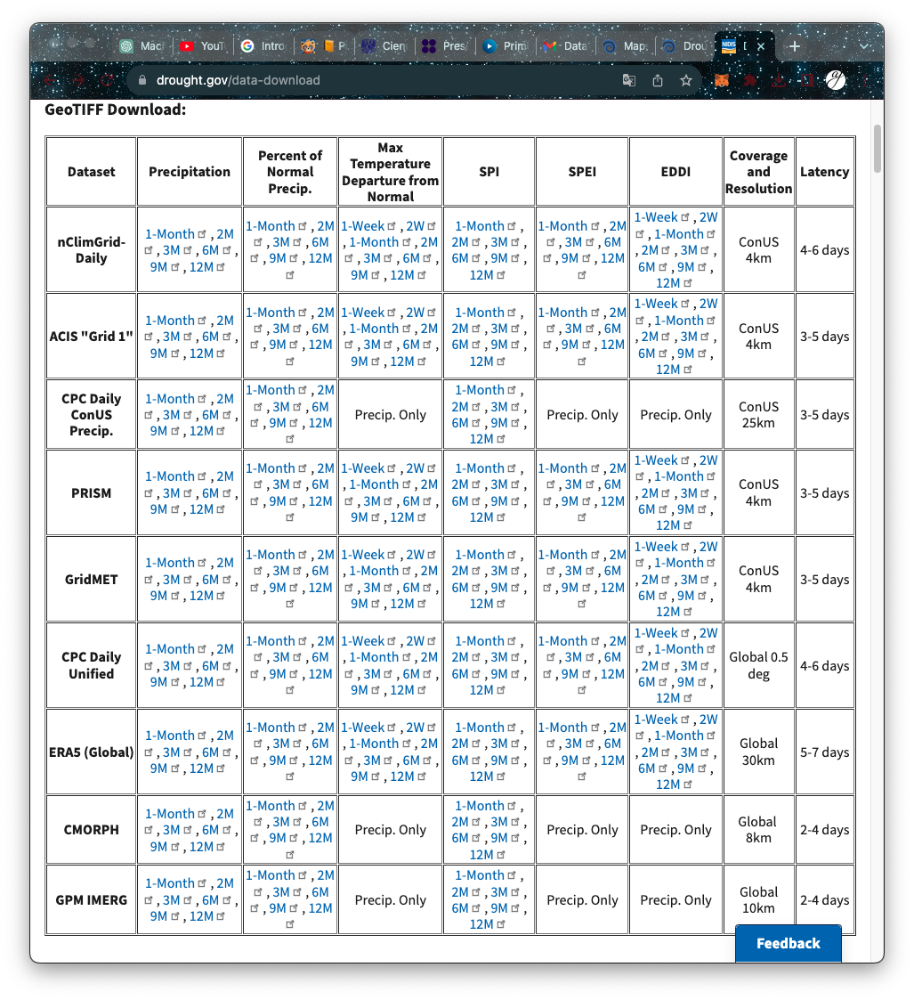 Mac
YouT
Intro
P
Cien
Pres
Prim
Data
Map.
Drou
NIDIS
drought.gov/data-download
GeoTIFF Download:
Dataset
Precipitation
Percent of
Normal
Precip.
Max
Temperature
Departure from
Normal
SPI
SPEI
EDDI
Coverage
and
Resolution
Latency
nClimGrid-
Daily
1-Month , 2M
, 3M , 6M ,
9M , 12M
1-Month , 2M
, 3M , 6M
, 9M , 12M
1-Week , 2W
, 1-Month , 2M
, 3M , 6M ,
9M , 12M
1-Month ,
2M , 3M ,
6M , 9M ,
12M
1-Month , 2M
, 3M , 6M
, 9M , 12M
1-Week , 2W
, 1-Month
, 2M , 3M ,
6M , 9M ,
12M
ConUS
4km
4-6 days
ACIS "Grid 1"
1-Month , 2M
, 3M , 6M ,
9M , 12M
1-Month , 2M
, 3M , 6M
, 9M , 12M
1-Week , 2W
, 1-Month , 2M
, 3M , 6M ,
9M , 12M
1-Month ,
2M , 3M ,
6M , 9M ,
12M
1-Month , 2M
, 3M , 6M
, 9M , 12M
1-Week , 2W
, 1-Month
, 2M , 3M ,
6M , 9M ,
12M
ConUS
4km
3-5 days
CPC Daily
ConUS
Precip.
1-Month , 2M
, 3M , 6M ,
9M , 12M
1-Month , 2M
, 3M , 6M
, 9M , 12M
Precip. Only
1-Month ,
2M , 3M ,
6M , 9M ,
12M
Precip. Only
Precip. Only
ConUS
25km
3-5 days
PRISM
1-Month , 2M
, 3M , 6M ,
9M , 12M
1-Month , 2M
, 3M , 6M
, 9M , 12M
1-Week , 2W
, 1-Month , 2M
, 3M , 6M ,
9M , 12M
1-Month ,
2M , 3M ,
6M , 9M ,
12M
1-Month , 2M
, 3M , 6M
, 9M , 12M
1-Week , 2W
, 1-Month
, 2M , 3M ,
6M , 9M ,
12M
ConUS
4km
3-5 days
GridMET
1-Month , 2M
, 3M , 6M ,
9M , 12M
1-Month , 2M
, 3M , 6M
, 9M , 12M
1-Week , 2W
, 1-Month , 2M
, 3M , 6M ,
9M , 12M
1-Month ,
2M , 3M ,
6M , 9M ,
12M
1-Month , 2M
, 3M , 6M
, 9M , 12M
1-Week , 2W
, 1-Month
, 2M , 3M ,
6M , 9M ,
12M
ConUS
4km
3-5 days
CPC Daily
Unified
1-Month , 2M
, 3M , 6M ,
9M , 12M
1-Month , 2M
, 3M , 6M
, 9M , 12M
1-Week , 2W
, 1-Month , 2M
, 3M , 6M ,
9M , 12M
1-Month ,
2M , 3M ,
6M , 9M ,
12M
1-Month , 2M
, 3M , 6M
, 9M , 12M
1-Week , 2W
, 1-Month
, 2M , 3M ,
6M , 9M ,
12M
Global 0.5
deg
4-6 days
ERA5 (Global)
1-Month , 2M
, 3M , 6M ,
9M , 12M
1-Month , 2M
, 3M , 6M
, 9M , 12M
1-Week , 2W
, 1-Month , 2M
, 3M , 6M ,
9M , 12M
1-Month ,
2M , 3M ,
6M , 9M ,
12M
1-Month , 2M
, 3M , 6M
, 9M , 12M
1-Week , 2W
, 1-Month
, 2M , 3M ,
6M , 9M ,
12M
Global
30km
5-7 days
CMORPH
1-Month , 2M
, 3M , 6M ,
9M , 12M
1-Month , 2M
, 3M , 6M
, 9M , 12M
Precip. Only
1-Month ,
2M , 3M ,
6M , 9M ,
12M
Precip. Only
Precip. Only
Global
8km
2-4 days
GPM IMERG
1-Month , 2M
, 3M , 6M ,
9M , 12M
1-Month , 2M
, 3M , 6M
, 9M , 12M
Precip. Only
1-Month ,
2M , 3M ,
6M , 9M ,
12M
Precip. Only
Precip. Only
Global
10km
2-4 days
Feedback